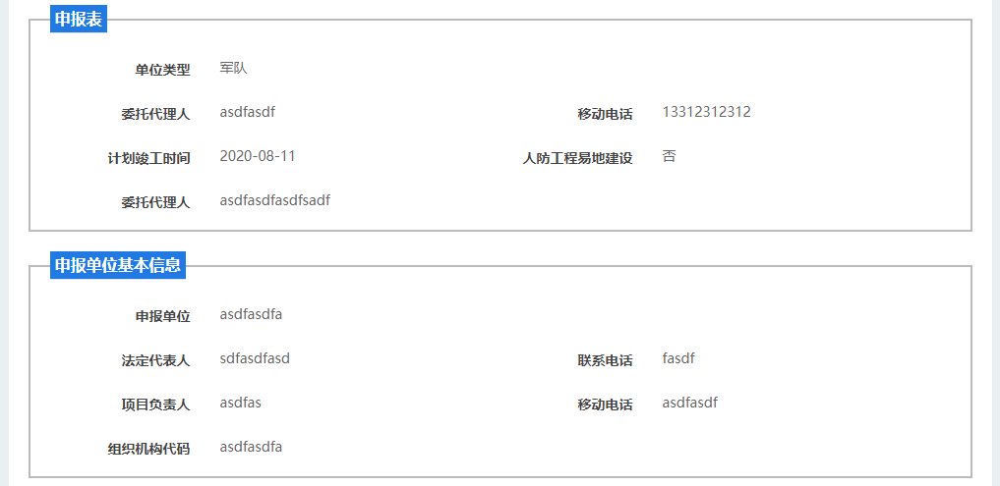 申报表
单位类型 军队
委托代理人 asdfasdf 移动电话 13312312312
计划竣工时间 2020-08-11 人防工程易地建设 否
委托代理人 asdfasdfasdfsadf
申报单位基本信息
申报单位 asdfasdfa
法定代表人 sdfasdfasd 联系电话 fasdf
项目负责人 asdfas 移动电话 asdfasdf
组织机构代码 asdfasdfa